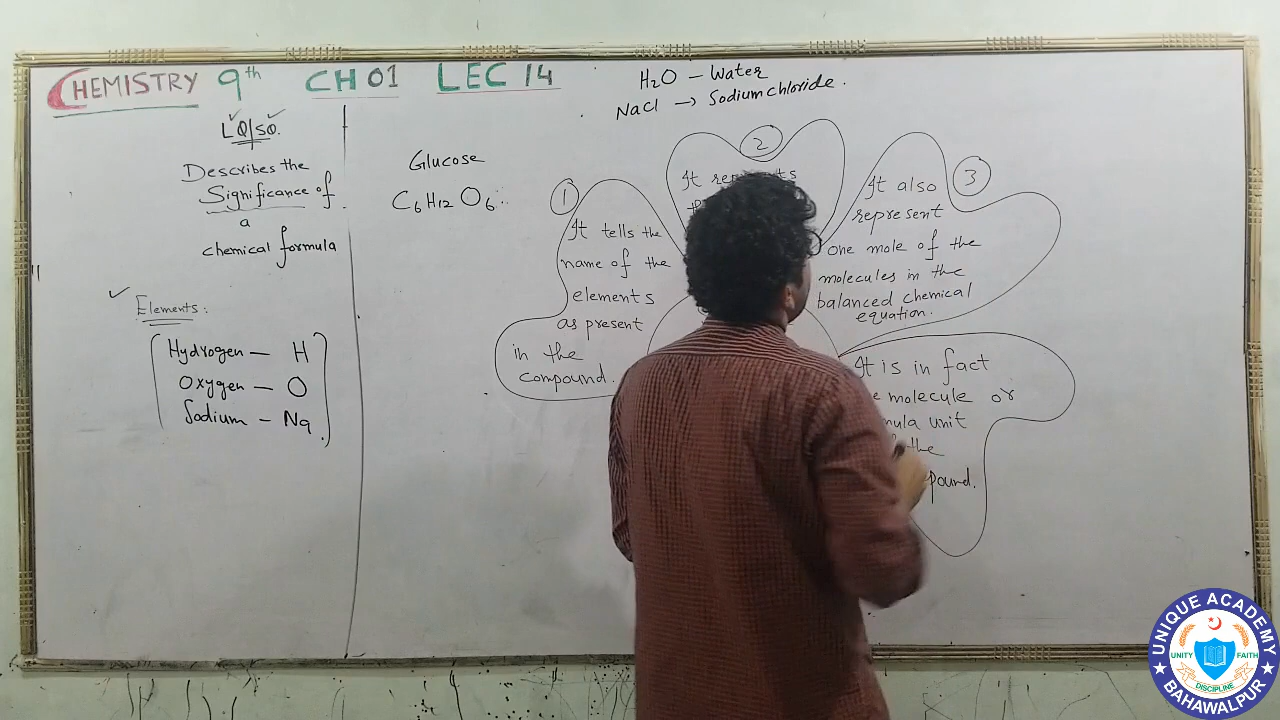 CHEMISTRY 9th CH 01 LEC 14
H2O – Water
NaCl → Sodium chloride.
LQ/SQ.
Describes the
Significance of
a
chemical formula
Elements:
Hydrogen — H
Oxygen — O
Sodium – Na
Glucose
C6H12O6
1
It tells the
name of the
elements
as present
in the
compound.
2
It
3
It also
represent
one mole of the
molecules in the
balanced chemical
equation.
It is in fact
molecule or
unit
the
UNIQUE ACADEMY
UNITY FAITH
DISCIPLINE
BAHAWALPUR